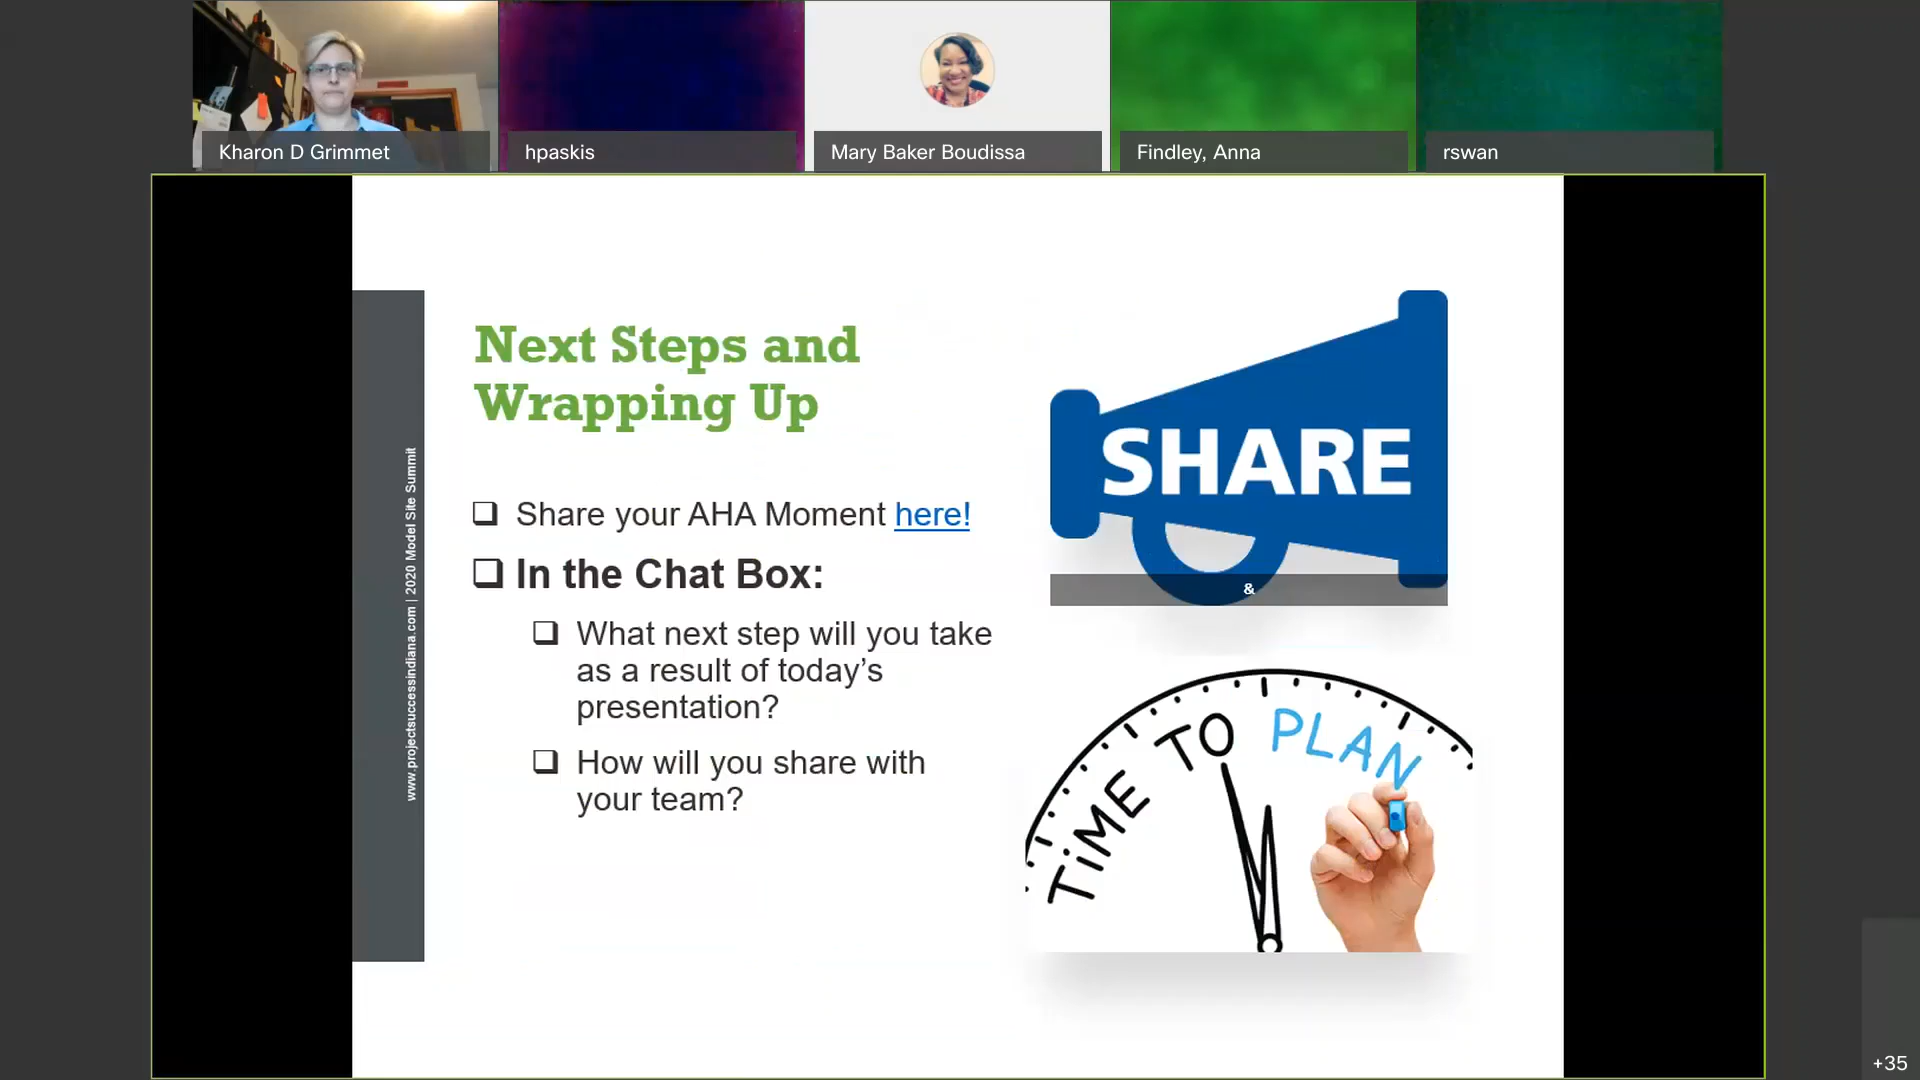 Kharon D Grimmet
hpaskis
Mary Baker Boudissa
Findley, Anna
rswan
www.projectsuccessindiana.com | 2020 Model Site Summit
Next Steps and
Wrapping Up
Share your AHA Moment here!
In the Chat Box:
What next step will you take
as a result of today’s
presentation?
How will you share with
your team?
SHARE
&
TiME TO PLAN
+35